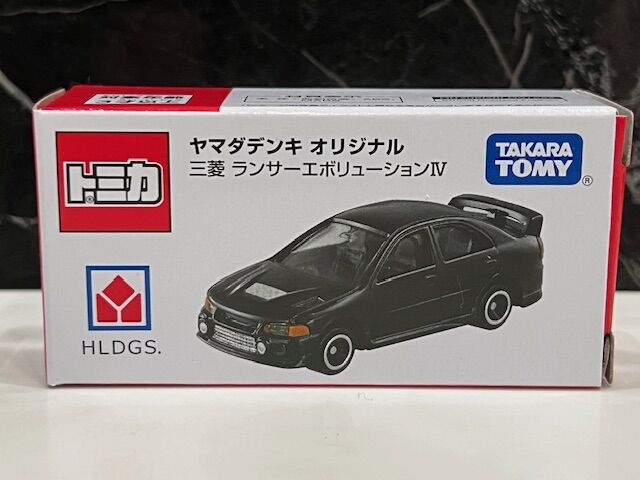 ヤマダデンキ オリジナル
三菱 ランサーエボリューションIV
トミカ
®
TAKARA
TOMY
®
HLDGS.